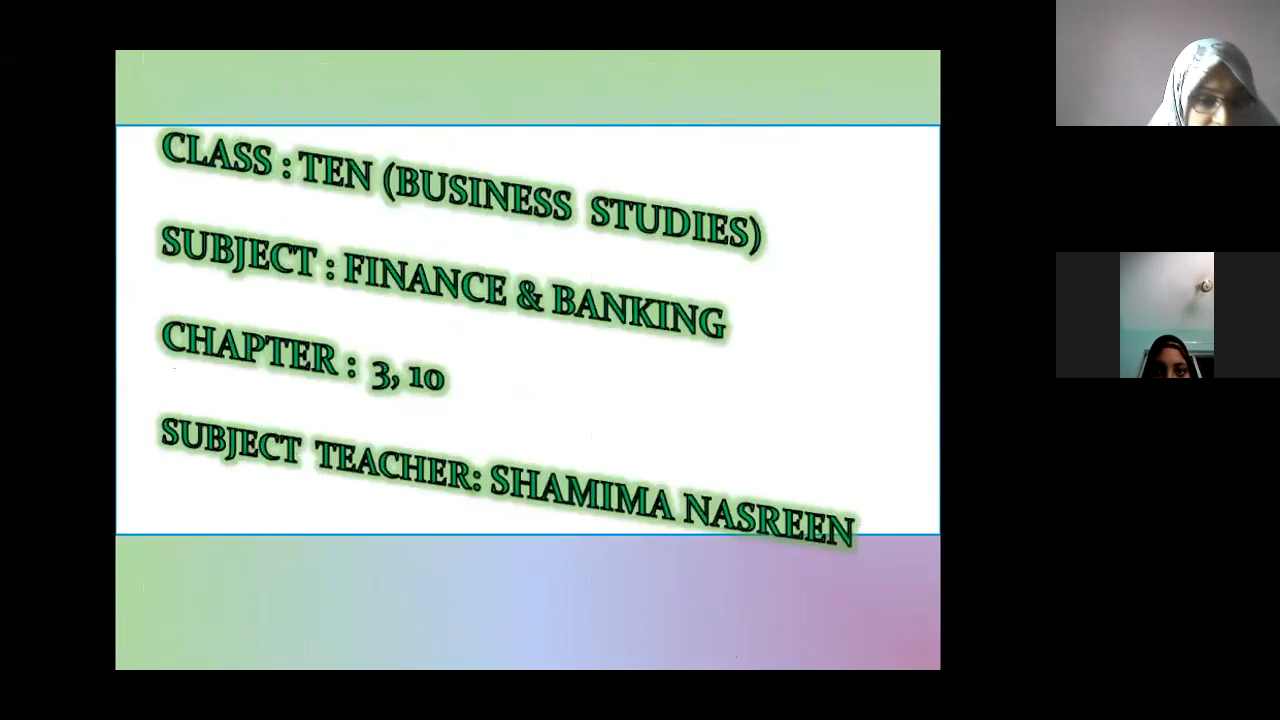 CLASS : TEN (BUSINESS STUDIES)
SUBJECT : FINANCE & BANKING
CHAPTER : 3, 10
SUBJECT TEACHER: SHAMIMA NASREEN